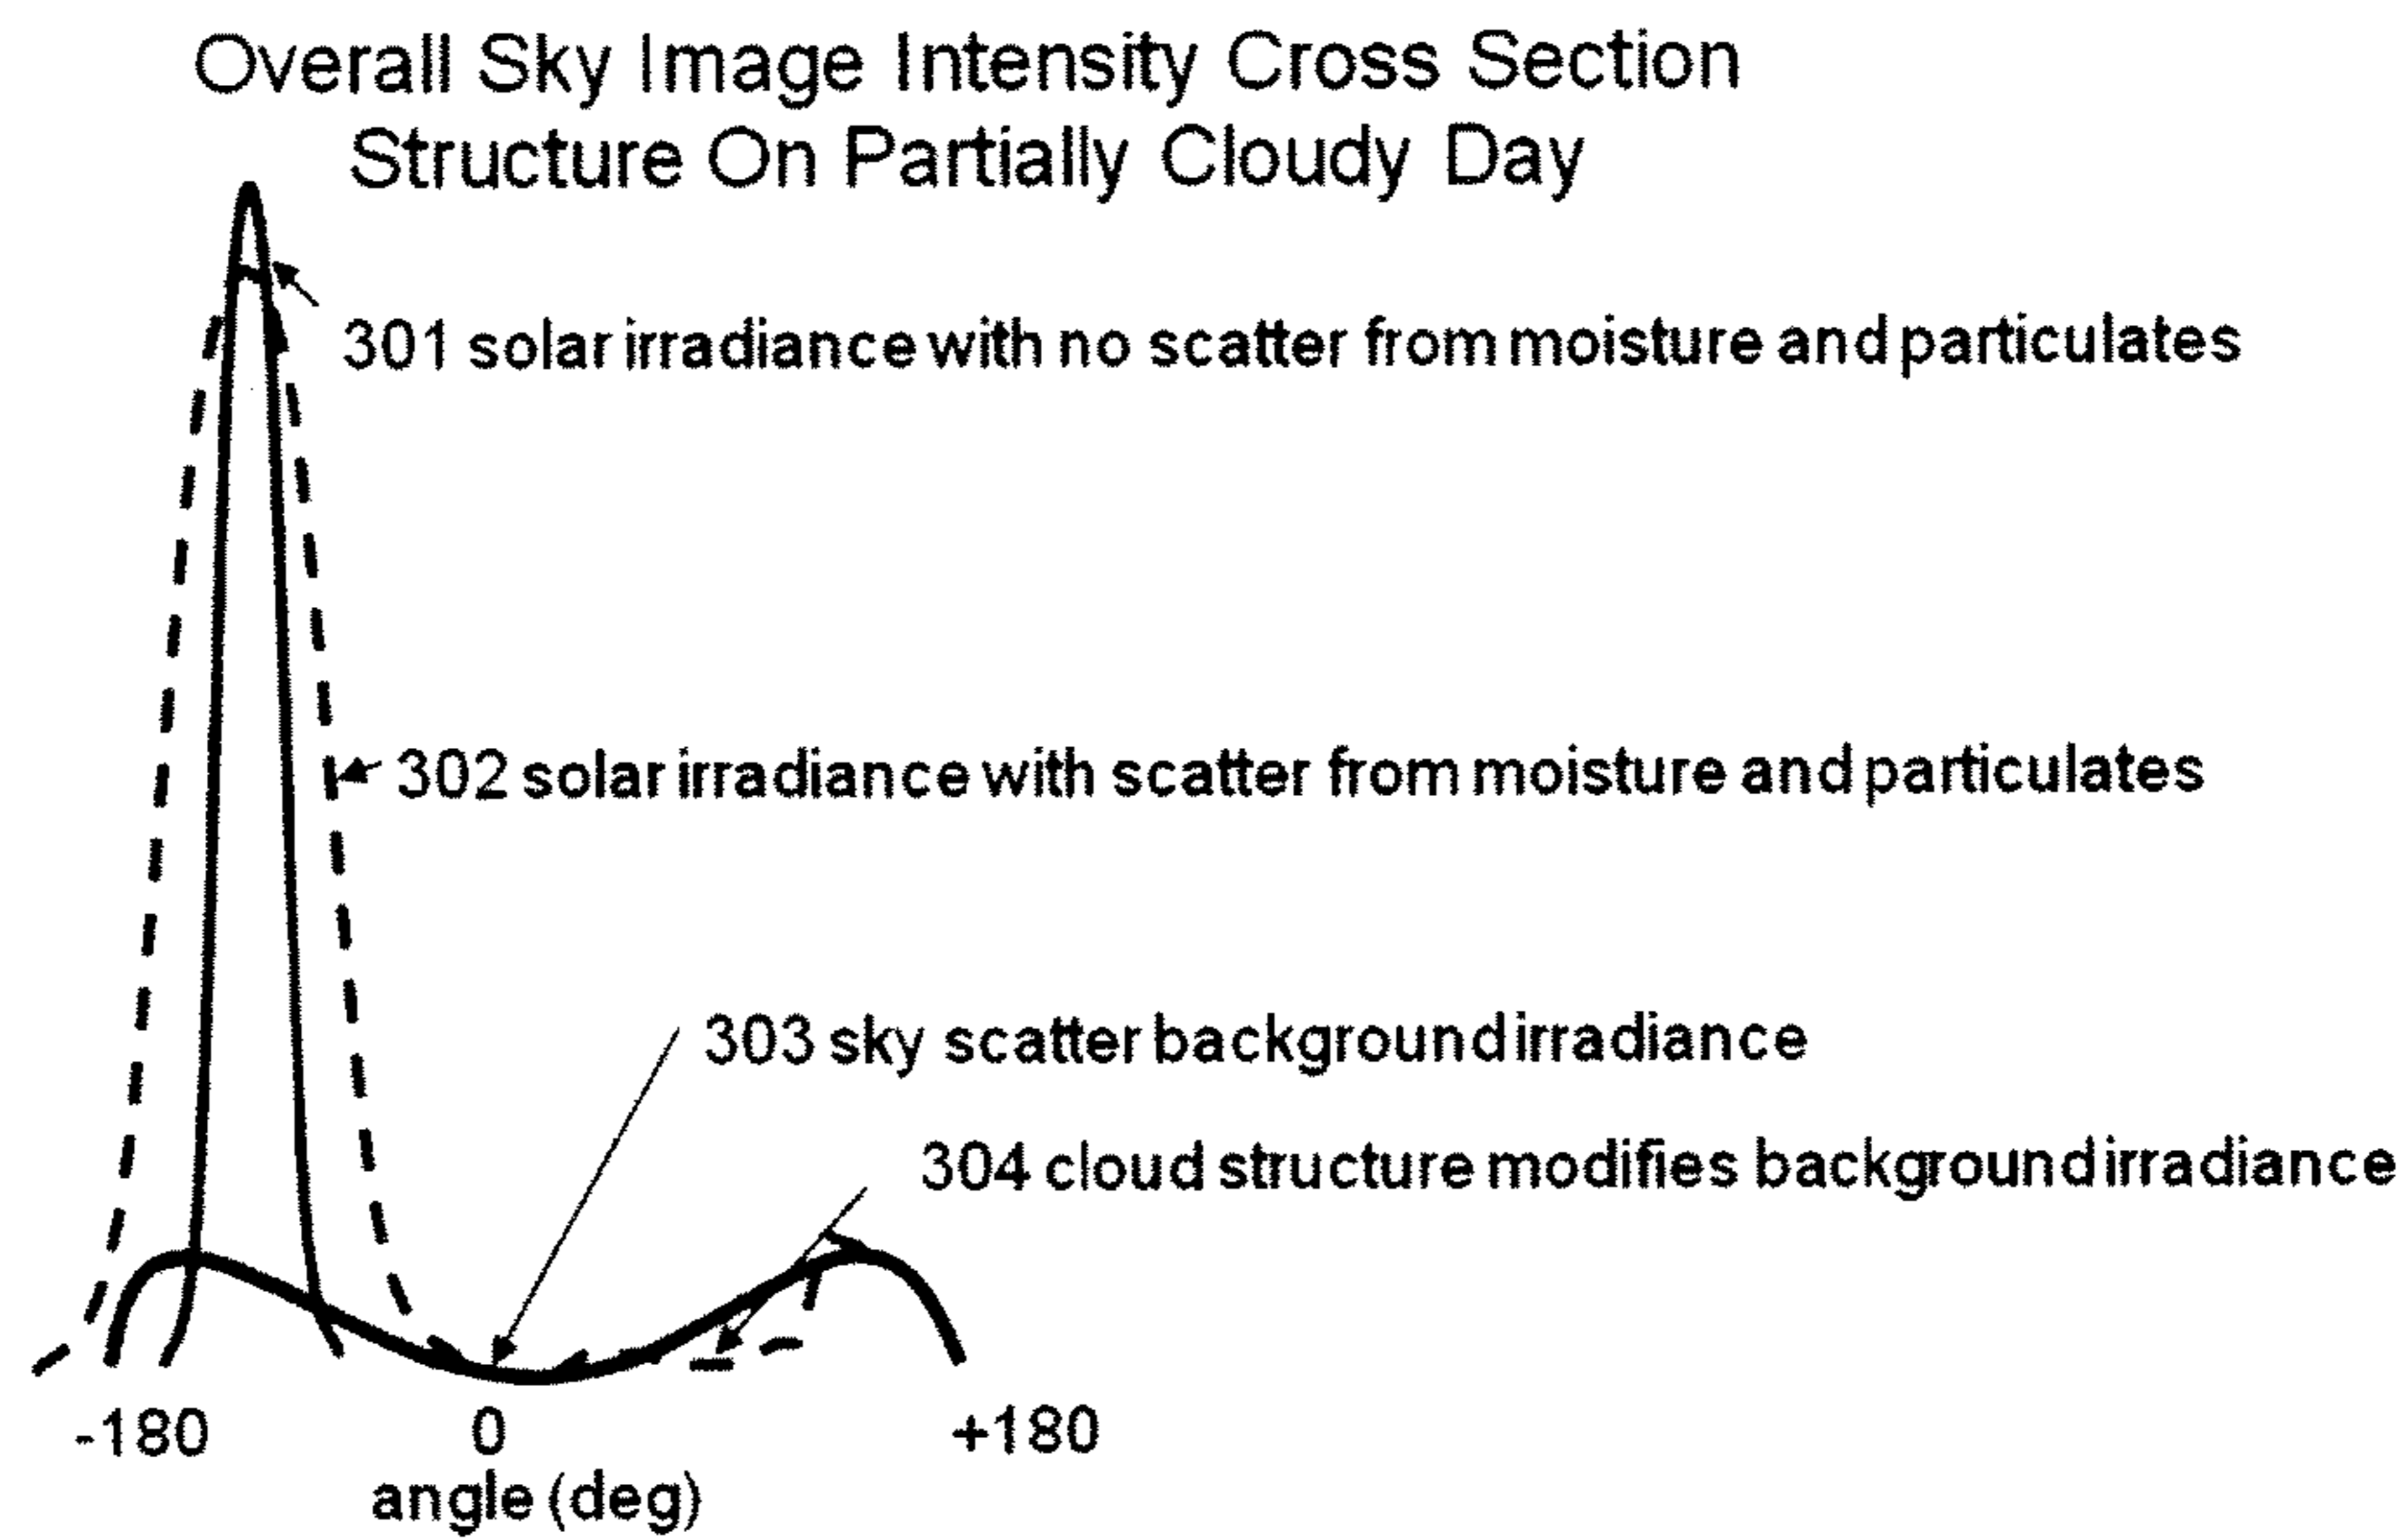 Overall Sky Image Intensity Cross Section
Structure On Partially Cloudy Day
301 solar irradiance with no scatter from moisture and particulates
302 solar irradiance with scatter from moisture and particulates
303 sky scatter background irradiance
304 cloud structure modifies background irradiance
-180 0 +180
angle (deg)